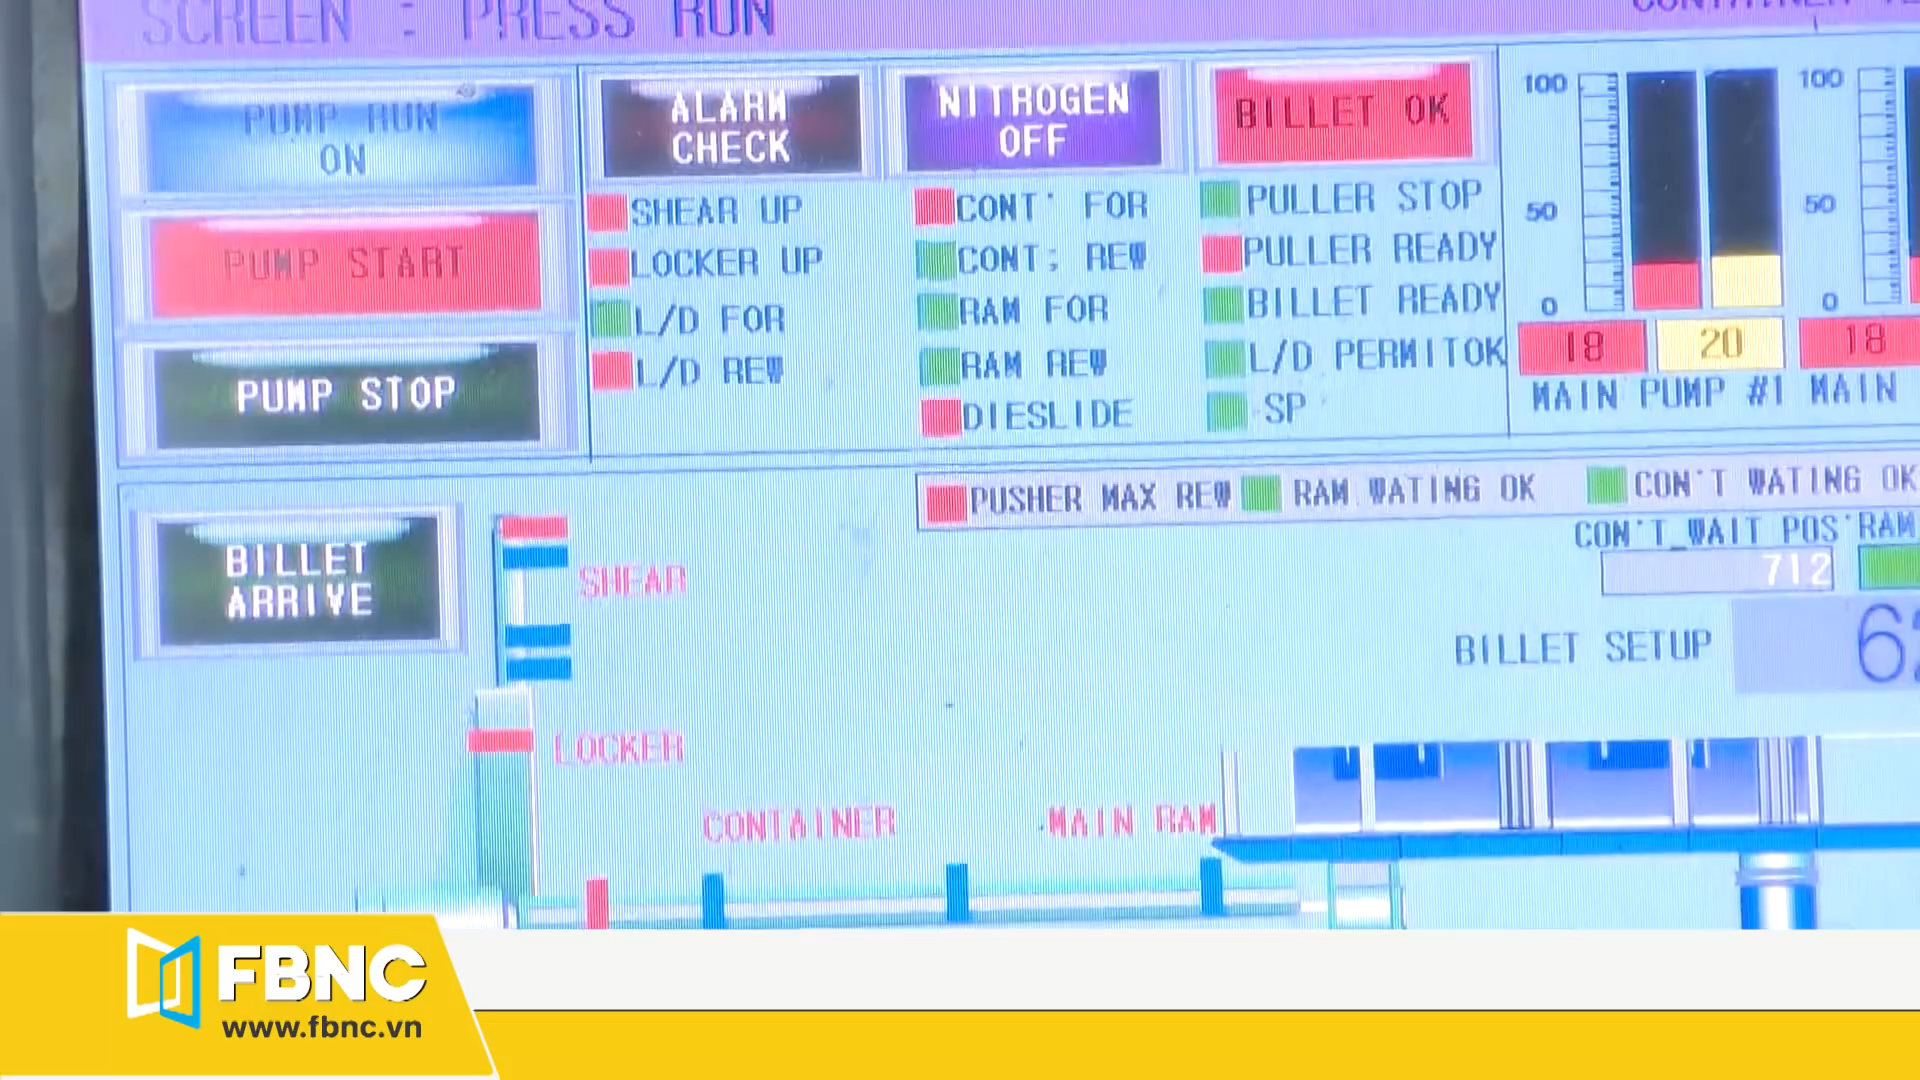 SCREEN : PRESS RUN
PUMP RUN
ON
PUMP START
PUMP STOP
ALARM
CHECK
NITROGEN
OFF
BILLET OK
SHEAR UP
LOCKER UP
L/D FOR
L/D REW
CONT' FOR
CONT; REW
RAM FOR
RAM REW
DIESLIDE
PULLER STOP
PULLER READY
BILLET READY
L/D PERMITOK
SP
100
50
0
18
20
MAIN PUMP #1
100
50
0
18
MAIN
PUSHER MAX REW
RAM WATING OK
CON'T WATING OK
CON'T_WAIT POS'
RAM
712
BILLET SETUP
BILLET
ARRIVE
SHEAR
LOCKER
CONTAINER
MAIN RAM
FBNC
www.fbnc.vn